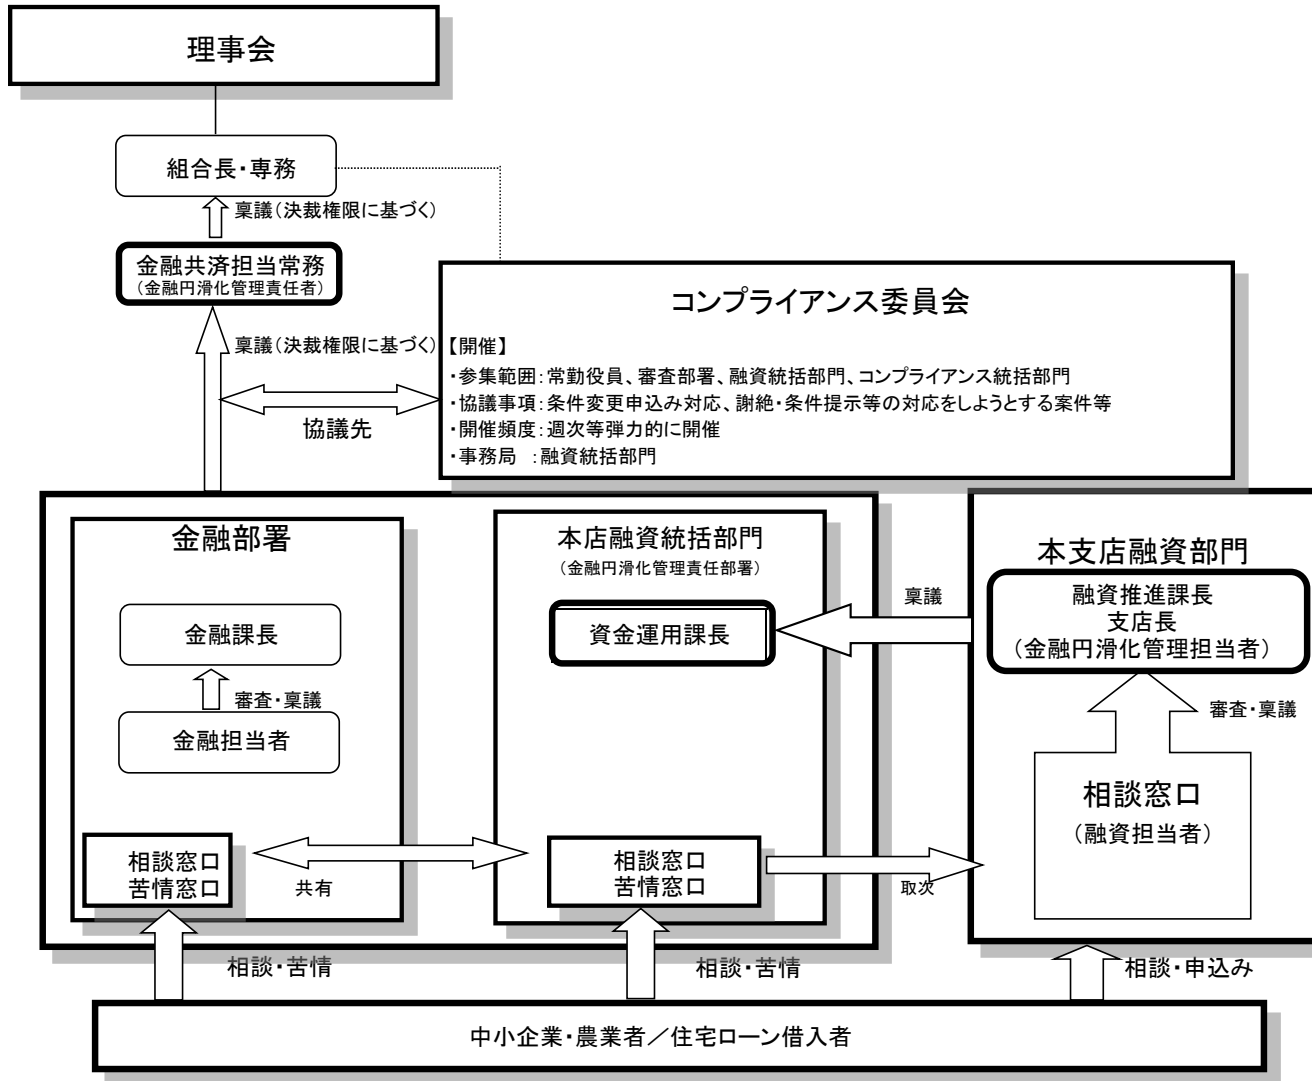 理事会
組合長・専務
稟議(決裁権限に基づく)
金融共済担当常務
(金融円滑化管理責任者)
稟議(決裁権限に基づく)
協議先
コンプライアンス委員会
【開催】
・参集範囲:常勤役員、審査部署、融資統括部門、コンプライアンス統括部門
・協議事項:条件変更申込み対応、謝絶・条件提示等の対応をしようとする案件等
・開催頻度:週次等弾力的に開催
・事務局 :融資統括部門
金融部署
金融課長
審査・稟議
金融担当者
相談窓口
苦情窓口
共有
本店融資統括部門
(金融円滑化管理責任部署)
資金運用課長
相談窓口
苦情窓口
稟議
取次
本支店融資部門
融資推進課長
支店長
(金融円滑化管理担当者)
審査・稟議
相談窓口
(融資担当者)
相談・苦情
相談・苦情
相談・申込み
中小企業・農業者/住宅ローン借入者